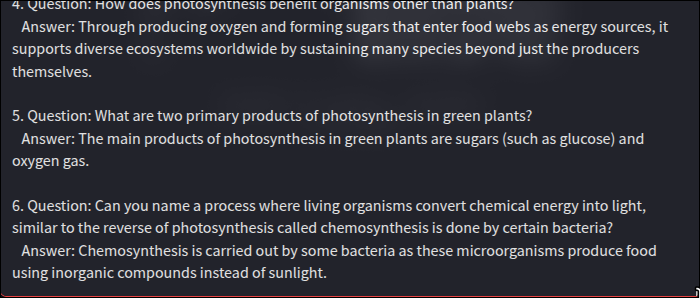 4. Question: How does photosynthesis benefit organisms other than plants?
Answer: Through producing oxygen and forming sugars that enter food webs as energy sources, it
supports diverse ecosystems worldwide by sustaining many species beyond just the producers
themselves.
5. Question: What are two primary products of photosynthesis in green plants?
Answer: The main products of photosynthesis in green plants are sugars (such as glucose) and
oxygen gas.
6. Question: Can you name a process where living organisms convert chemical energy into light,
similar to the reverse of photosynthesis called chemosynthesis is done by certain bacteria?
Answer: Chemosynthesis is carried out by some bacteria as these microorganisms produce food
using inorganic compounds instead of sunlight.